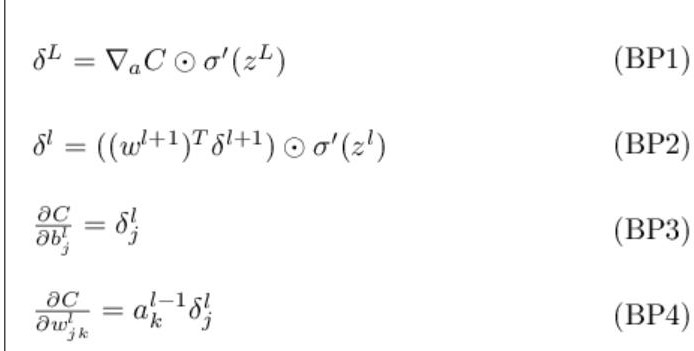 δ^L = ∇_a C ⊙ σ′(z^L) (BP1)
δ^l = ((w^{l+1})^T δ^{l+1}) ⊙ σ′(z^l) (BP2)
∂C/∂b^l_j = δ^l_j (BP3)
∂C/∂w^l_{jk} = a^{l−1}_k δ^l_j (BP4)